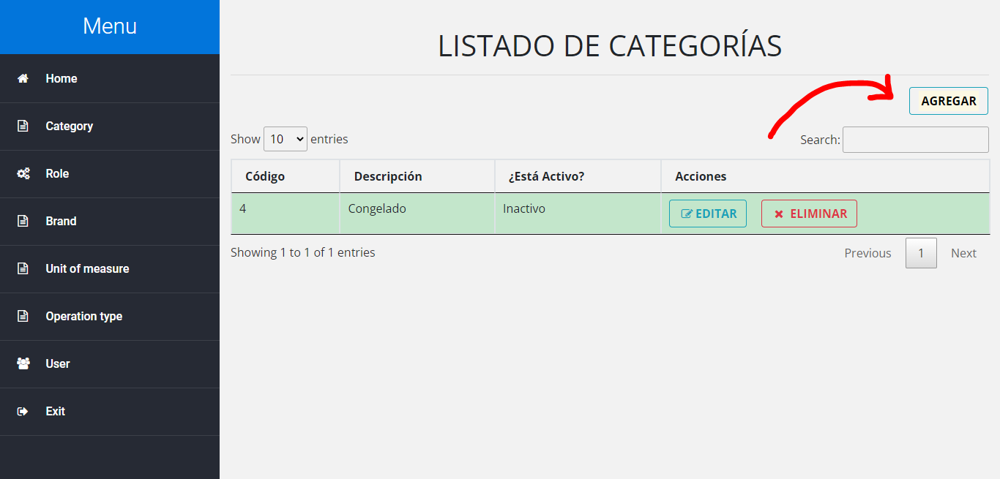 Menu
Home
Category
Role
Brand
Unit of measure
Operation type
User
Exit
LISTADO DE CATEGORÍAS
AGREGAR
Show 10 entries
Search:
Código Descripción ¿Está Activo? Acciones
4 Congelado Inactivo EDITAR ELIMINAR
Showing 1 to 1 of 1 entries
Previous 1 Next